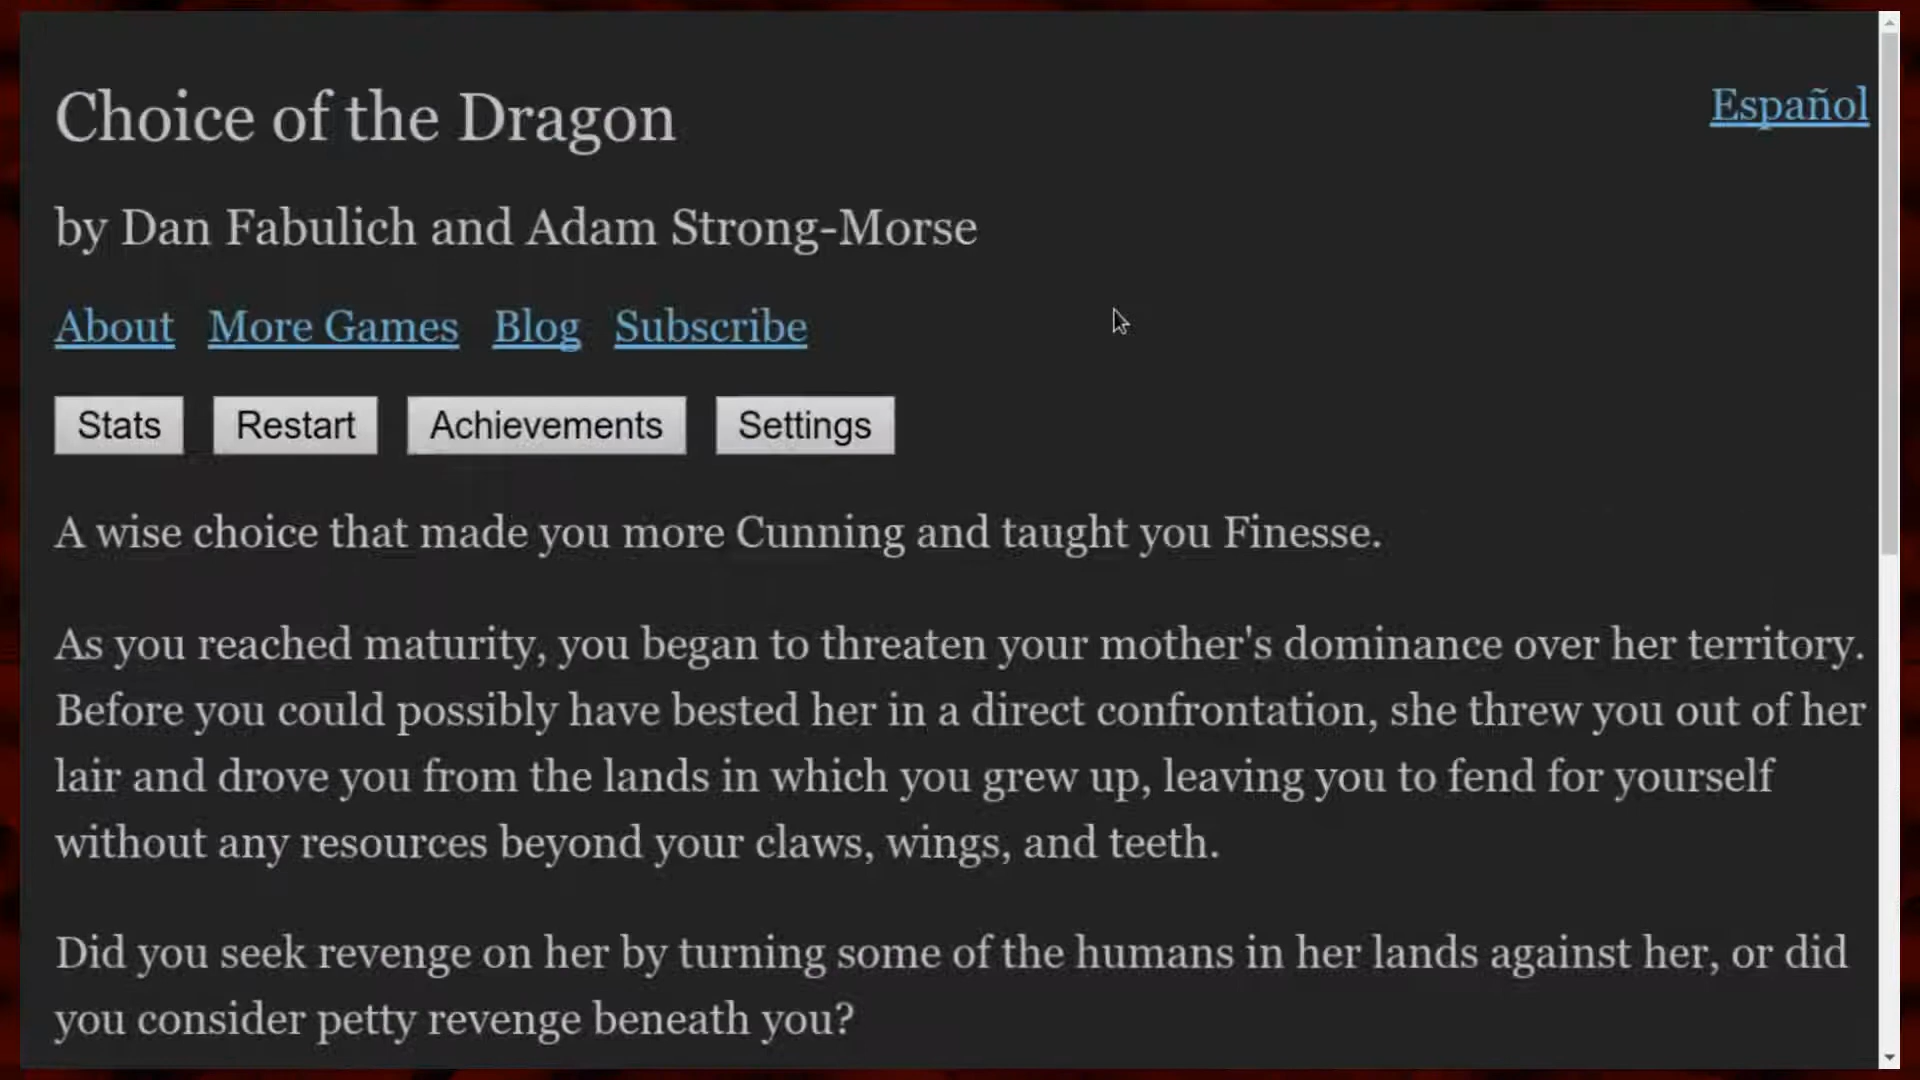 Choice of the Dragon
Español
by Dan Fabulich and Adam Strong-Morse
About More Games Blog Subscribe
Stats Restart Achievements Settings
A wise choice that made you more Cunning and taught you Finesse.
As you reached maturity, you began to threaten your mother's dominance over her territory.
Before you could possibly have bested her in a direct confrontation, she threw you out of her
lair and drove you from the lands in which you grew up, leaving you to fend for yourself
without any resources beyond your claws, wings, and teeth.
Did you seek revenge on her by turning some of the humans in her lands against her, or did
you consider petty revenge beneath you?